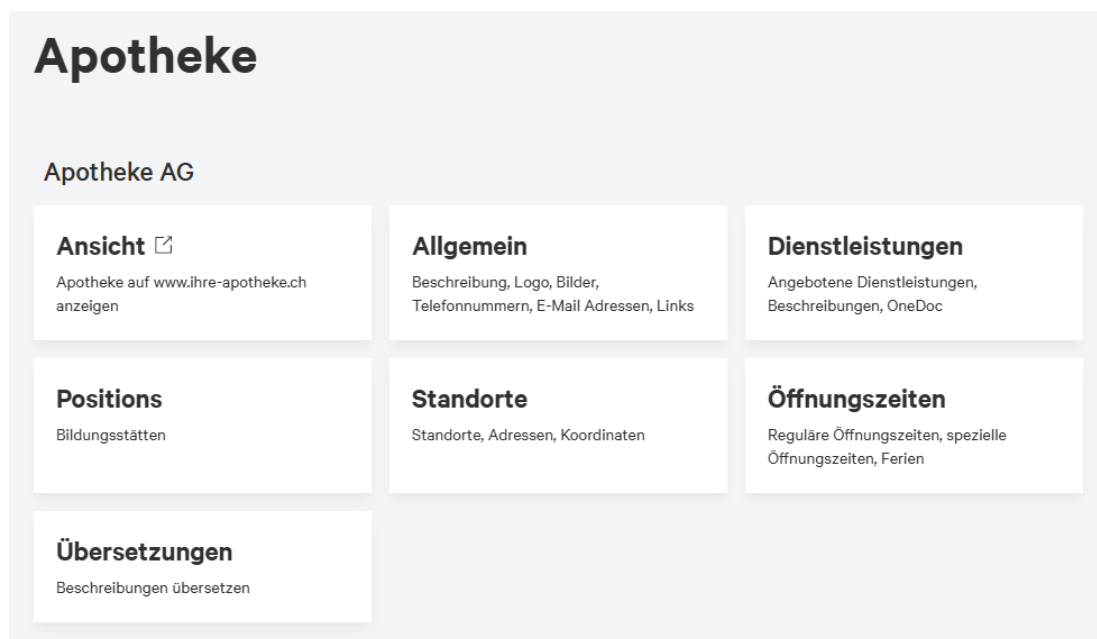 Apotheke
Apotheke AG
Ansicht
Apotheke auf www.ihre-apotheke.ch
anzeigen
Allgemein
Beschreibung, Logo, Bilder,
Telefonnummern, E-Mail Adressen, Links
Dienstleistungen
Angebotene Dienstleistungen,
Beschreibungen, OneDoc
Positions
Bildungsstätten
Standorte
Standorte, Adressen, Koordinaten
Öffnungszeiten
Reguläre Öffnungszeiten, spezielle
Öffnungszeiten, Ferien
Übersetzungen
Beschreibungen übersetzen